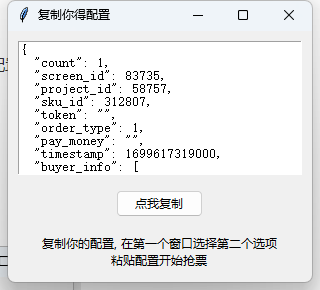 复制你得配置
{
  "count": 1,
  "screen_id": 83735,
  "project_id": 58757,
  "sku_id": 312807,
  "token": "",
  "order_type": 1,
  "pay_money": "",
  "timestamp": 1699617319000,
  "buyer_info": [
点我复制
复制你的配置, 在第一个窗口选择第二个选项
粘贴配置开始抢票